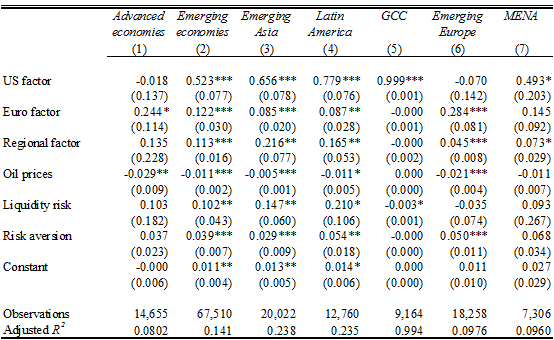 Advanced economies Emerging economies Emerging Asia Latin America GCC Emerging Europe MENA
(1) (2) (3) (4) (5) (6) (7)
US factor -0.018 0.523*** 0.656*** 0.779*** 0.999*** -0.070 0.493*
(0.137) (0.077) (0.078) (0.076) (0.001) (0.142) (0.203)
Euro factor 0.244* 0.122*** 0.085*** 0.087** -0.000 0.284*** 0.145
(0.114) (0.030) (0.020) (0.028) (0.001) (0.081) (0.092)
Regional factor 0.135 0.113*** 0.216** 0.165** -0.000 0.045*** 0.073*
(0.228) (0.016) (0.077) (0.053) (0.002) (0.008) (0.029)
Oil prices -0.029** -0.011*** -0.005*** -0.011* 0.000 -0.021*** -0.011
(0.009) (0.002) (0.001) (0.005) (0.000) (0.004) (0.007)
Liquidity risk 0.103 0.102** 0.147** 0.210* -0.003* -0.035 0.093
(0.182) (0.043) (0.060) (0.106) (0.001) (0.074) (0.267)
Risk aversion 0.037 0.039*** 0.029*** 0.054** -0.000 0.050*** 0.068
(0.023) (0.007) (0.009) (0.018) (0.000) (0.011) (0.034)
Constant -0.000 0.011** 0.013** 0.014* 0.000 0.011 0.027
(0.006) (0.004) (0.005) (0.006) (0.000) (0.010) (0.029)
Observations 14,655 67,510 20,022 12,760 9,164 18,258 7,306
Adjusted R² 0.0802 0.141 0.238 0.235 0.994 0.0976 0.0960